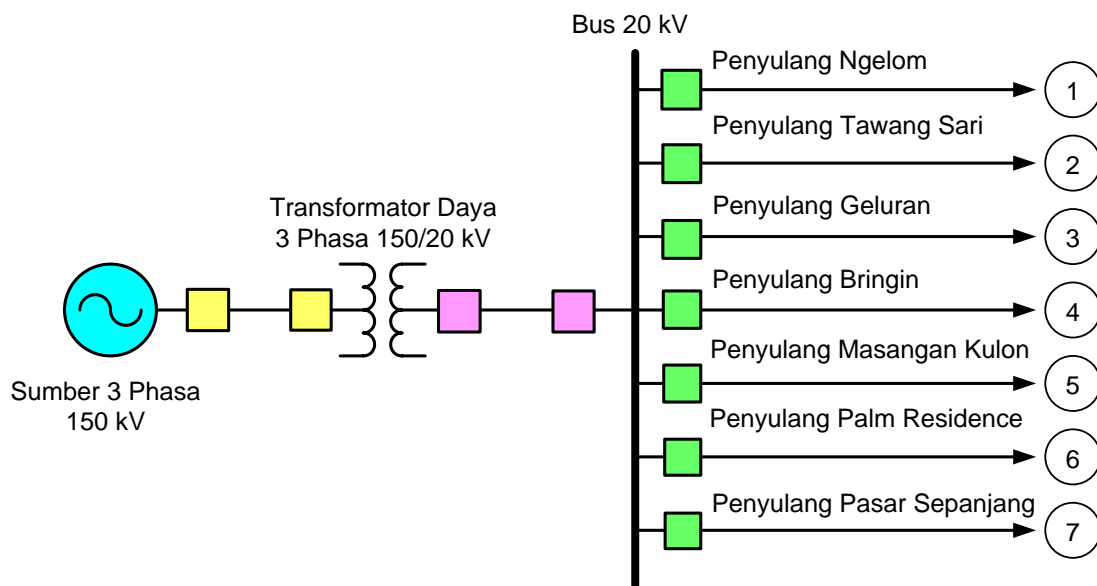 Bus 20 kV
Penyulang Ngelom
1
Penyulang Tawang Sari
2
Transformator Daya
3 Phasa 150/20 kV
Penyulang Geluran
3
Penyulang Bringin
4
Sumber 3 Phasa
150 kV
Penyulang Masangan Kulon
5
Penyulang Palm Residence
6
Penyulang Pasar Sepanjang
7